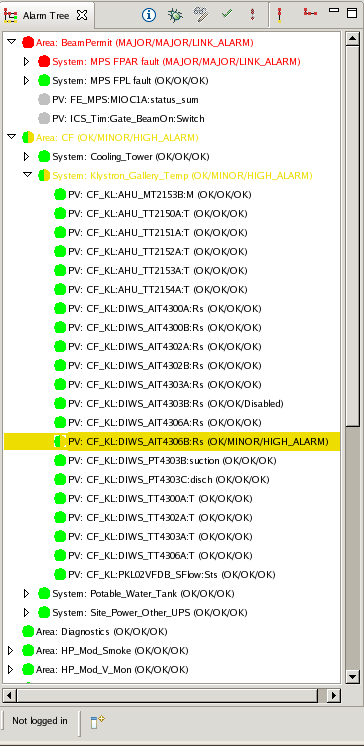 Alarm Tree
Area: BeamPermit (MAJOR/MAJOR/LINK_ALARM)
System: MPS FPAR fault (MAJOR/MAJOR/LINK_ALARM)
System: MPS FPL fault (OK/OK/OK)
PV: FE_MPS:MIOC1A:status_sum
PV: ICS_Tim:Gate_BeamOn:Switch
Area: CF (OK/MINOR/HIGH_ALARM)
System: Cooling_Tower (OK/OK/OK)
System: Klystron_Gallery_Temp (OK/MINOR/HIGH_ALARM)
PV: CF_KL:AHU_MT2153B:M (OK/OK/OK)
PV: CF_KL:AHU_TT2150A:T (OK/OK/OK)
PV: CF_KL:AHU_TT2151A:T (OK/OK/OK)
PV: CF_KL:AHU_TT2152A:T (OK/OK/OK)
PV: CF_KL:AHU_TT2153A:T (OK/OK/OK)
PV: CF_KL:AHU_TT2154A:T (OK/OK/OK)
PV: CF_KL:DIWS_AIT4300A:Rs (OK/OK/OK)
PV: CF_KL:DIWS_AIT4300B:Rs (OK/OK/OK)
PV: CF_KL:DIWS_AIT4302A:Rs (OK/OK/OK)
PV: CF_KL:DIWS_AIT4302B:Rs (OK/OK/OK)
PV: CF_KL:DIWS_AIT4303A:Rs (OK/OK/OK)
PV: CF_KL:DIWS_AIT4303B:Rs (OK/OK/Disabled)
PV: CF_KL:DIWS_AIT4306A:Rs (OK/OK/OK)
PV: CF_KL:DIWS_AIT4306B:Rs (OK/MINOR/HIGH_ALARM)
PV: CF_KL:DIWS_PT4303B:suction (OK/OK/OK)
PV: CF_KL:DIWS_PT4303C:disch (OK/OK/OK)
PV: CF_KL:DIWS_TT4300A:T (OK/OK/OK)
PV: CF_KL:DIWS_TT4302A:T (OK/OK/OK)
PV: CF_KL:DIWS_TT4303A:T (OK/OK/OK)
PV: CF_KL:DIWS_TT4306A:T (OK/OK/OK)
PV: CF_KL:PKL02VFDB_SFlow:Sts (OK/OK/OK)
System: Potable_Water_Tank (OK/OK/OK)
System: Site_Power_Other_UPS (OK/OK/OK)
Area: Diagnostics (OK/OK/OK)
Area: HP_Mod_Smoke (OK/OK/OK)
Area: HP_Mod_V_Mon (OK/OK/OK)
Not logged in